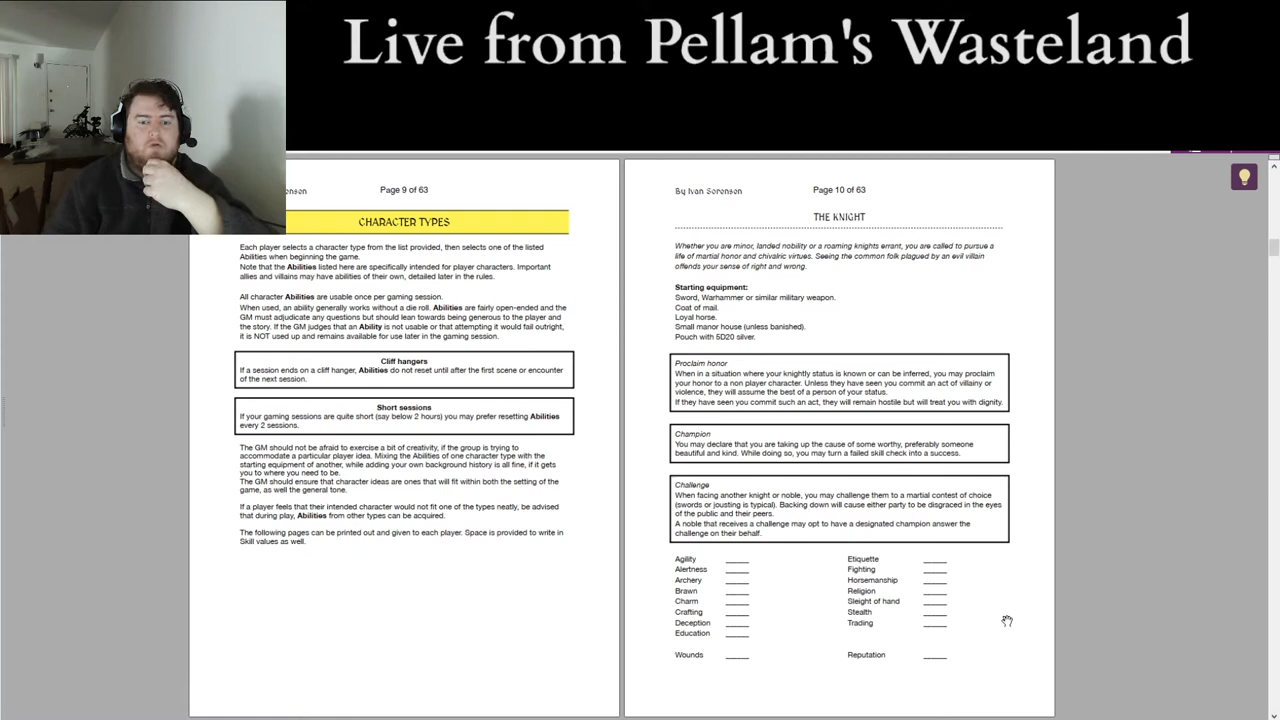 Live from Pellam's Wasteland
Page 9 of 63
CHARACTER TYPES
Each player selects a character type from the list provided, then selects one of the listed
Abilities when beginning the game.
Note that the Abilities listed here are specifically intended for player characters. Important
allies and villains may have abilities of their own, detailed later in the rules.
All character Abilities are usable once per gaming session.
When used, an ability generally works without a die roll. Abilities are fairly open-ended and the
GM must adjudicate any questions but should lean towards being generous to the player and
the story. If the GM judges that an Ability is not usable or that attempting it would fail outright,
it is NOT used up and remains available for use later in the gaming session.
Cliff hangers
If a session ends on a cliff hanger, Abilities do not reset until after the first scene or encounter
of the next session.
Short sessions
If your gaming sessions are quite short (say below 2 hours) you may prefer resetting Abilities
every 2 sessions.
The GM should not be afraid to exercise a bit of creativity, if the group is trying to
accommodate a particular player idea. Mixing the Abilities of one character type with the
starting equipment of another, while adding your own background history is all fine, if it gets
you to where you need to be.
The GM should ensure that character ideas are ones that will fit within both the setting of the
game, as well the general tone.
If a player feels that their intended character would not fit one of the types neatly, be advised
that during play, Abilities from other types can be acquired.
The following pages can be printed out and given to each player. Space is provided to write in
Skill values as well.
By Ivan Sorensen
Page 10 of 63
THE KNIGHT
Whether you are minor, landed nobility or a roaming knights errant, you are called to pursue a
life of martial honor and chivalric virtues. Seeing the common folk plagued by an evil villain
offends your sense of right and wrong.
Starting equipment:
Sword, Warhammer or similar military weapon.
Coat of mail.
Loyal horse.
Small manor house (unless banished).
Pouch with 5D20 silver.
Proclaim honor
When in a situation where your knightly status is known or can be inferred, you may proclaim
your honor to a non player character. Unless they have seen you commit an act of villainy or
violence, they will assume the best of a person of your status.
If they have seen you commit such an act, they will remain hostile but will treat you with dignity.
Champion
You may declare that you are taking up the cause of some worthy, preferably someone
beautiful and kind. While doing so, you may turn a failed skill check into a success.
Challenge
When facing another knight or noble, you may challenge them to a martial contest of choice
(swords or jousting is typical). Backing down will cause either party to be disgraced in the eyes
of the public and their peers.
A noble that receives a challenge may opt to have a designated champion answer the
challenge on their behalf.
Agility ______ Etiquette ______
Alertness ______ Fighting ______
Archery ______ Horsemanship ______
Brawn ______ Religion ______
Charm ______ Sleight of hand ______
Crafting ______ Stealth ______
Deception ______ Trading ______
Education ______
Wounds ______ Reputation ______